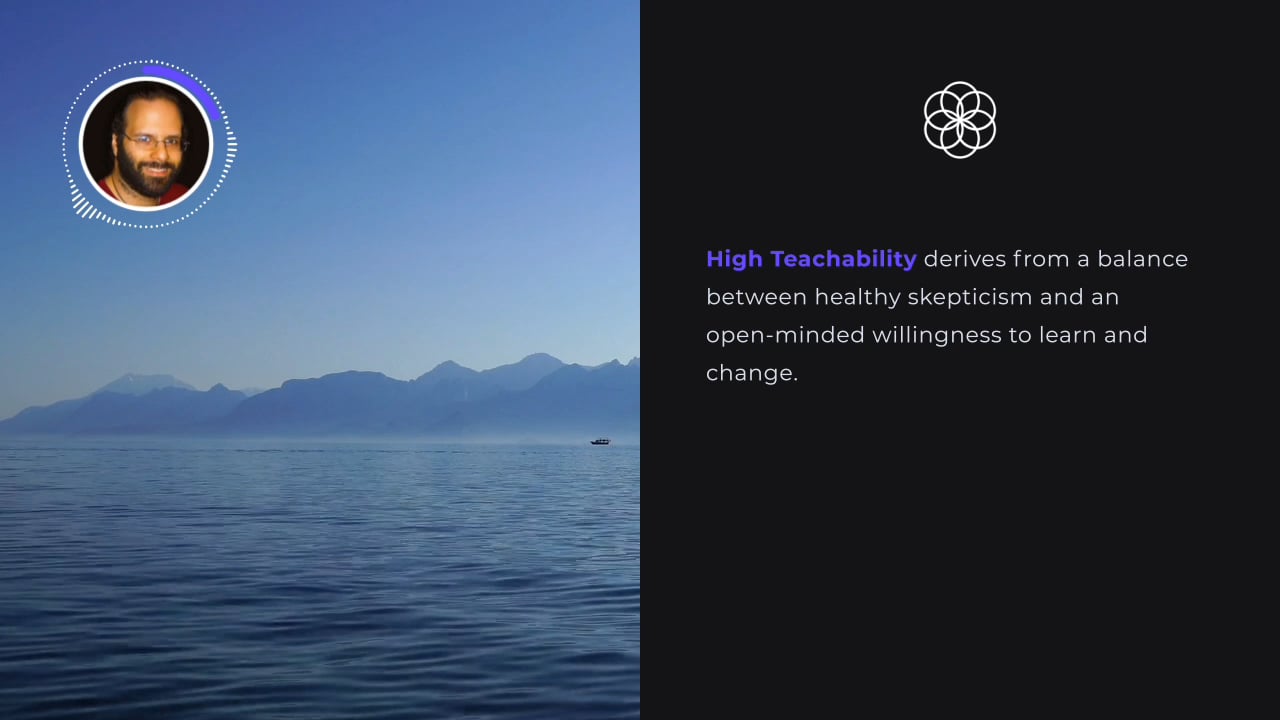 High Teachability derives from a balance
between healthy skepticism and an
open-minded willingness to learn and
change.